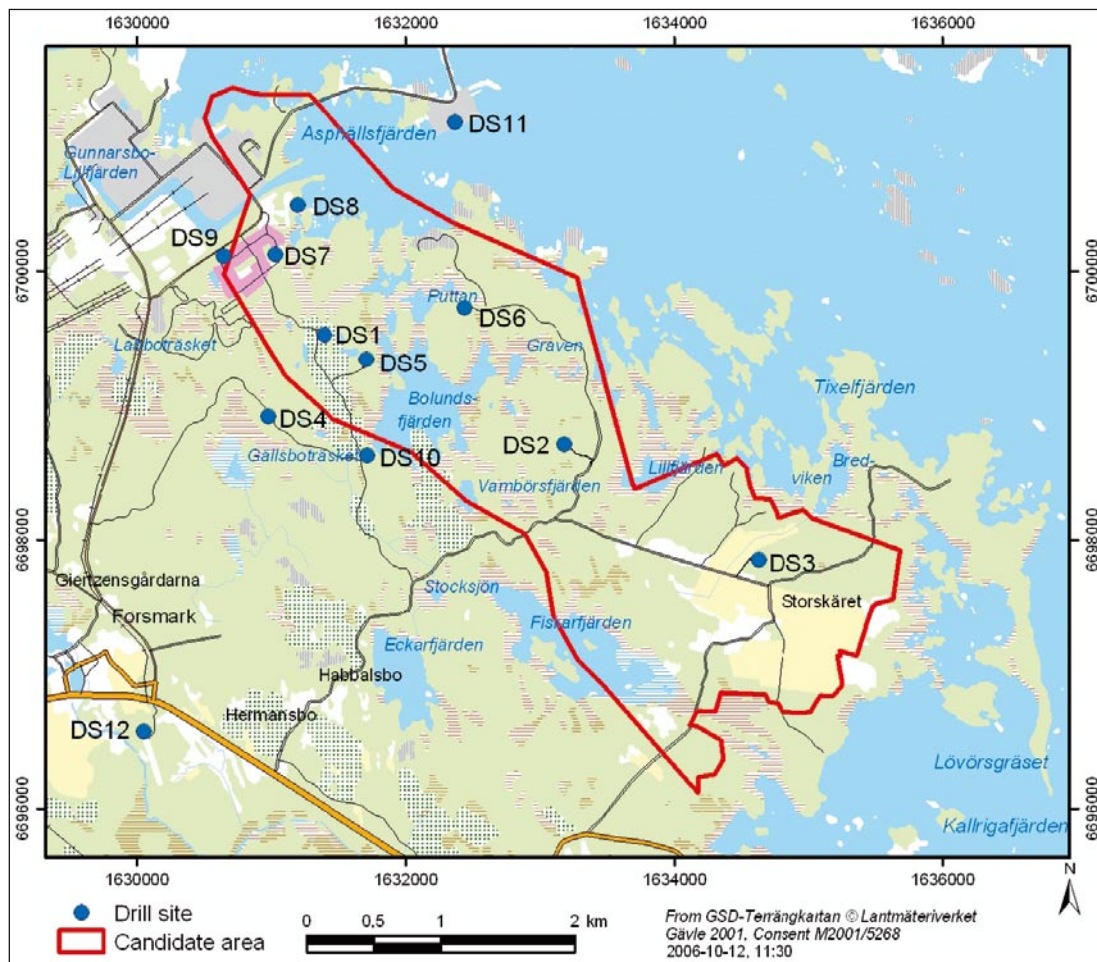 1630000 1632000 1634000 1636000
Asphällsfjärden
DS11
Gunnarsbo-
Lillfjärden
DS8
DS9
DS7
6700000
6700000
Puttan
DS6
DS1
Labboträsket
Graven
DS5
Tixelfjärden
Bolunds-
fjärden
DS4
DS2
Gällsboträsket
DS10
Lillfjärden
Bred-
viken
Vambörsfjärden
6698000
6698000
DS3
Stocksjön
Storskäret
Forsmark
Fiskarfjärden
Eckarfjärden
Habbalsbo
Hermansbo
DS12
Lövörsgräset
Kallrigafjärden
6696000
6696000
1630000 1632000 1634000 1636000
N
Drill site
Candidate area
0 0,5 1 2 km
From GSD-Terrängkartan © Lantmäteriverket
Gävle 2001, Consent M2001/5268
2006-10-12, 11:30